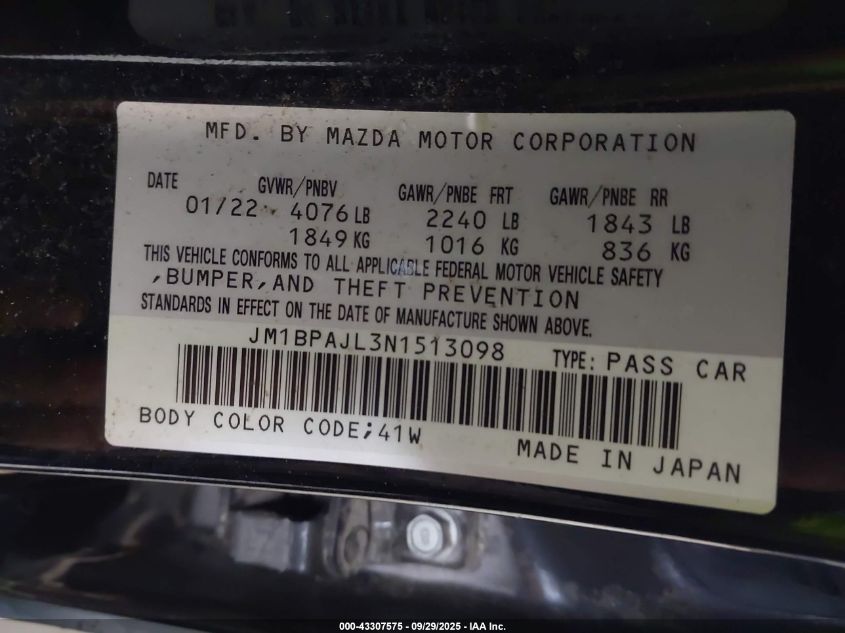 MFD. BY MAZDA MOTOR CORPORATION
DATE GVWR/PNBV GAWR/PNBE FRT GAWR/PNBE RR
01/22 4076 LB 2240 LB 1843 LB
1849 KG 1016 KG 836 KG
THIS VEHICLE CONFORMS TO ALL APPLICABLE FEDERAL MOTOR VEHICLE SAFETY
,BUMPER,AND THEFT PREVENTION
STANDARDS IN EFFECT ON THE DATE OF MANUFACTURE SHOWN ABOVE.
JM1BPAJL3N1513098 TYPE: PASS CAR
BODY COLOR CODE;41W
MADE IN JAPAN
000-43307575 - 09/29/2025 - IAA Inc.